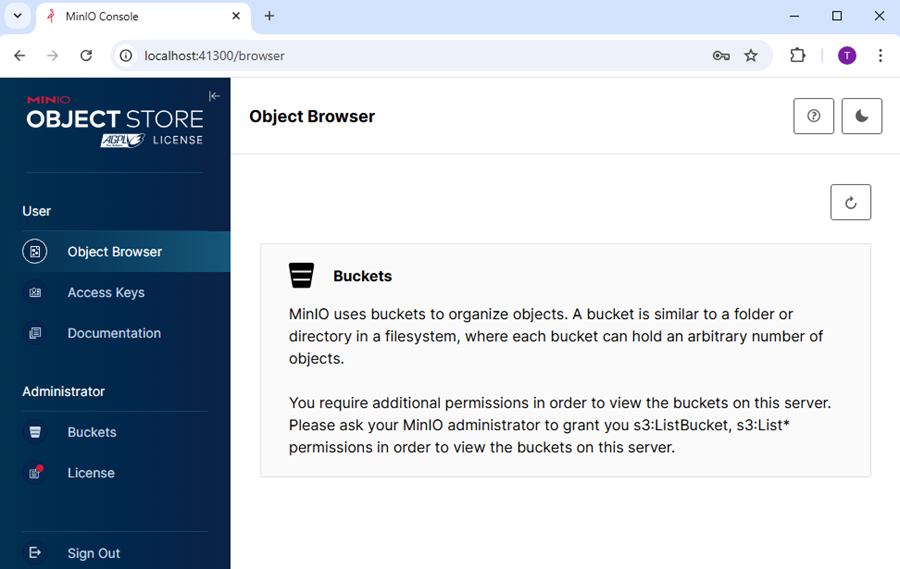 MinIO Console
localhost:41300/browser
T
MINIO
OBJECT STORE
AGPLV3 LICENSE
User
Object Browser
Access Keys
Documentation
Administrator
Buckets
License
Sign Out
Object Browser
Buckets
MinIO uses buckets to organize objects. A bucket is similar to a folder or
directory in a filesystem, where each bucket can hold an arbitrary number of
objects.
You require additional permissions in order to view the buckets on this server.
Please ask your MinIO administrator to grant you s3:ListBucket, s3:List*
permissions in order to view the buckets on this server.